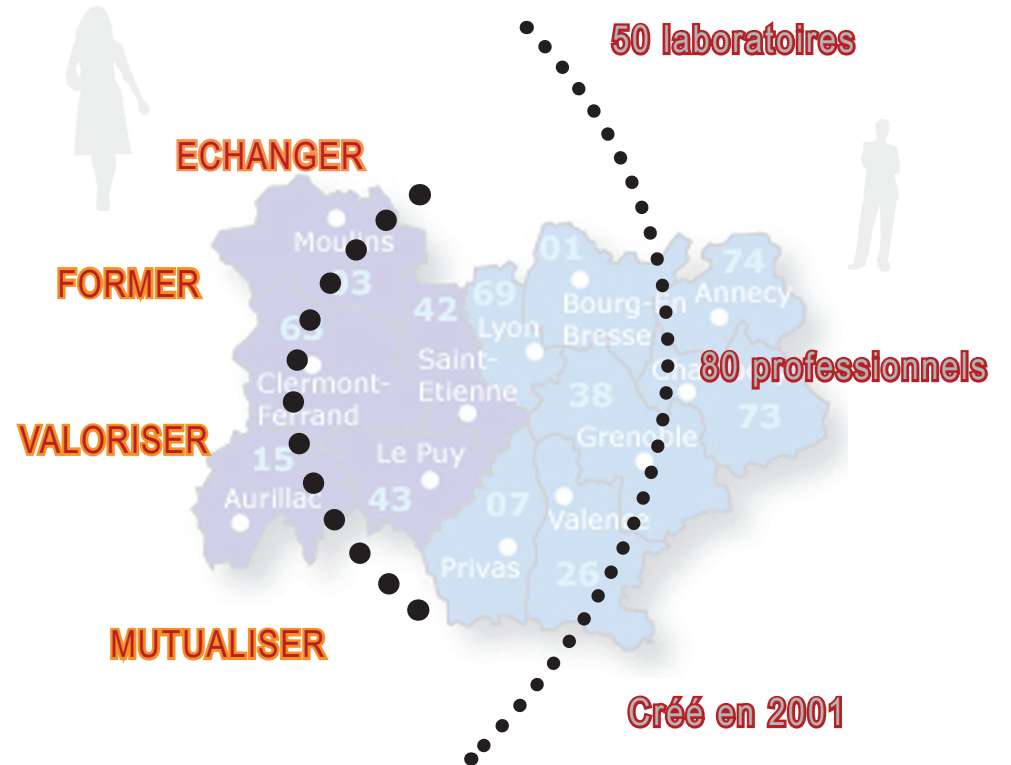 50 laboratoires
ECHANGER
Moulins
01
74
FORMER
03
69
Annecy
42
Bourg-En
Lyon
Bresse
Saint-
80 professionnels
Etienne
Clermont-
38
Ferrand
73
VALORISER
Grenoble
15
Le Puy
Aurillac
43
07
Valence
Privas
26
MUTUALISER
Créé en 2001